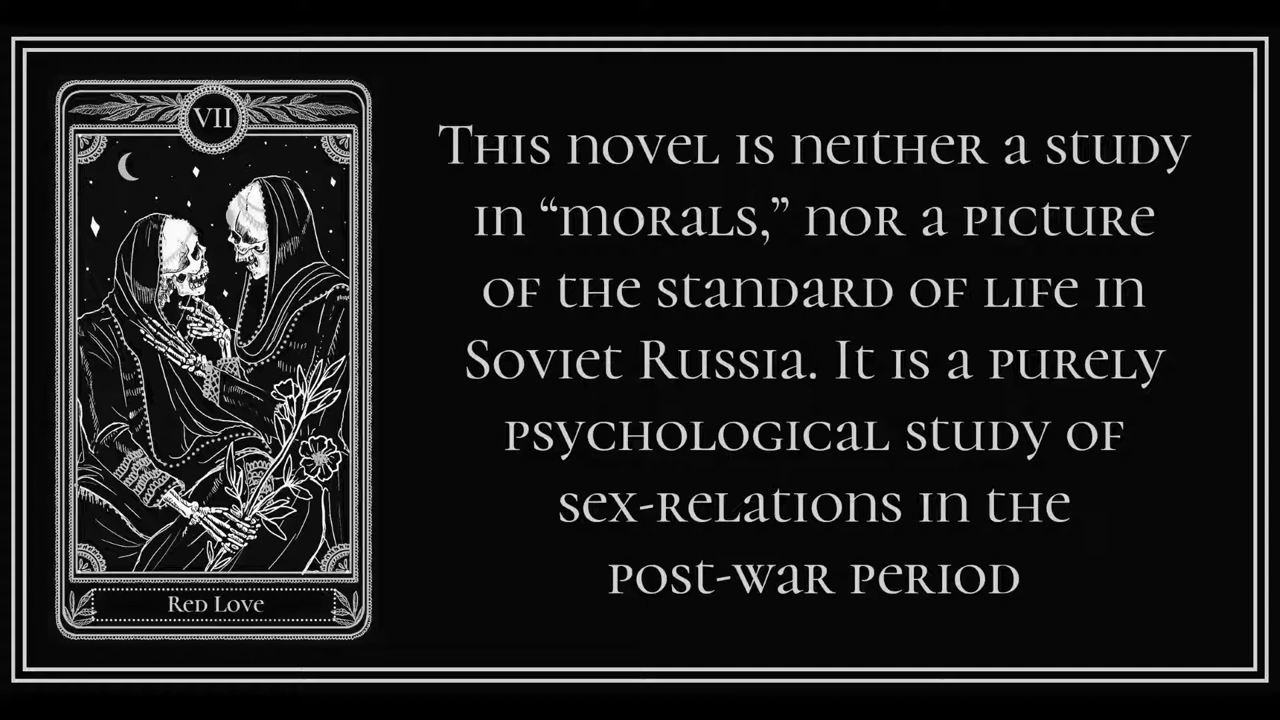 VII
Red Love
This novel is neither a study
in “morals,” nor a picture
of the standard of life in
Soviet Russia. It is a purely
psychological study of
sex-relations in the
post-war period